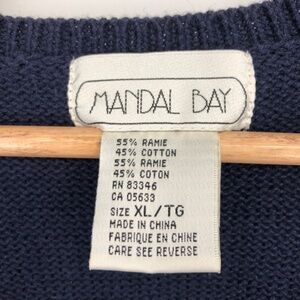 MANDAL BAY
55% RAMIE
45% COTTON
55% RAMIE
45% COTON
RN 83346
CA 05633
SIZE XL/TG
MADE IN CHINA
FABRIQUE EN CHINE
CARE SEE REVERSE